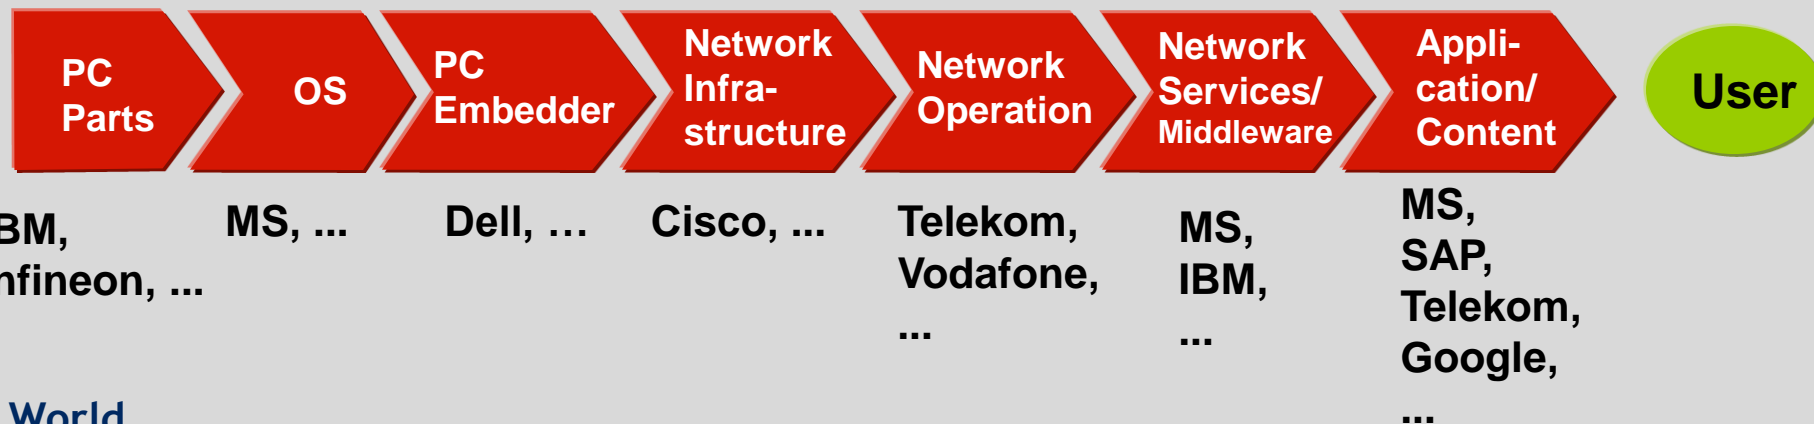 PC
Parts
OS
PC
Embedder
Network
Infra-
structure
Network
Operation
Network
Services/
Middleware
Appli-
cation/
Content
User
BM,
nfineon, ...
MS, ...
Dell, …
Cisco, ...
Telekom,
Vodafone,
...
MS,
IBM,
...
MS,
SAP,
Telekom,
Google,
...
World